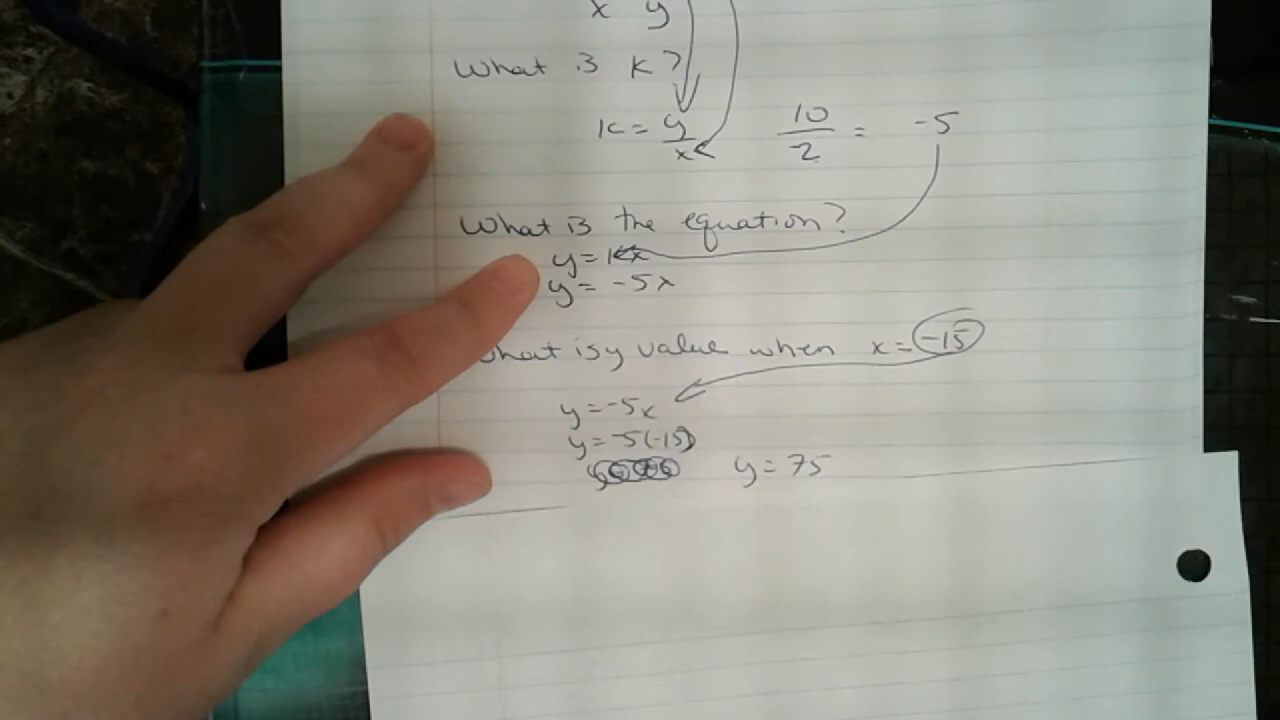 x y
What is k?
k = y/x 10/2 = -5
What is the equation?
y = kx
y = -5x
What is y value when x = -15
y = -5x
y = -5(-15)
y = 75